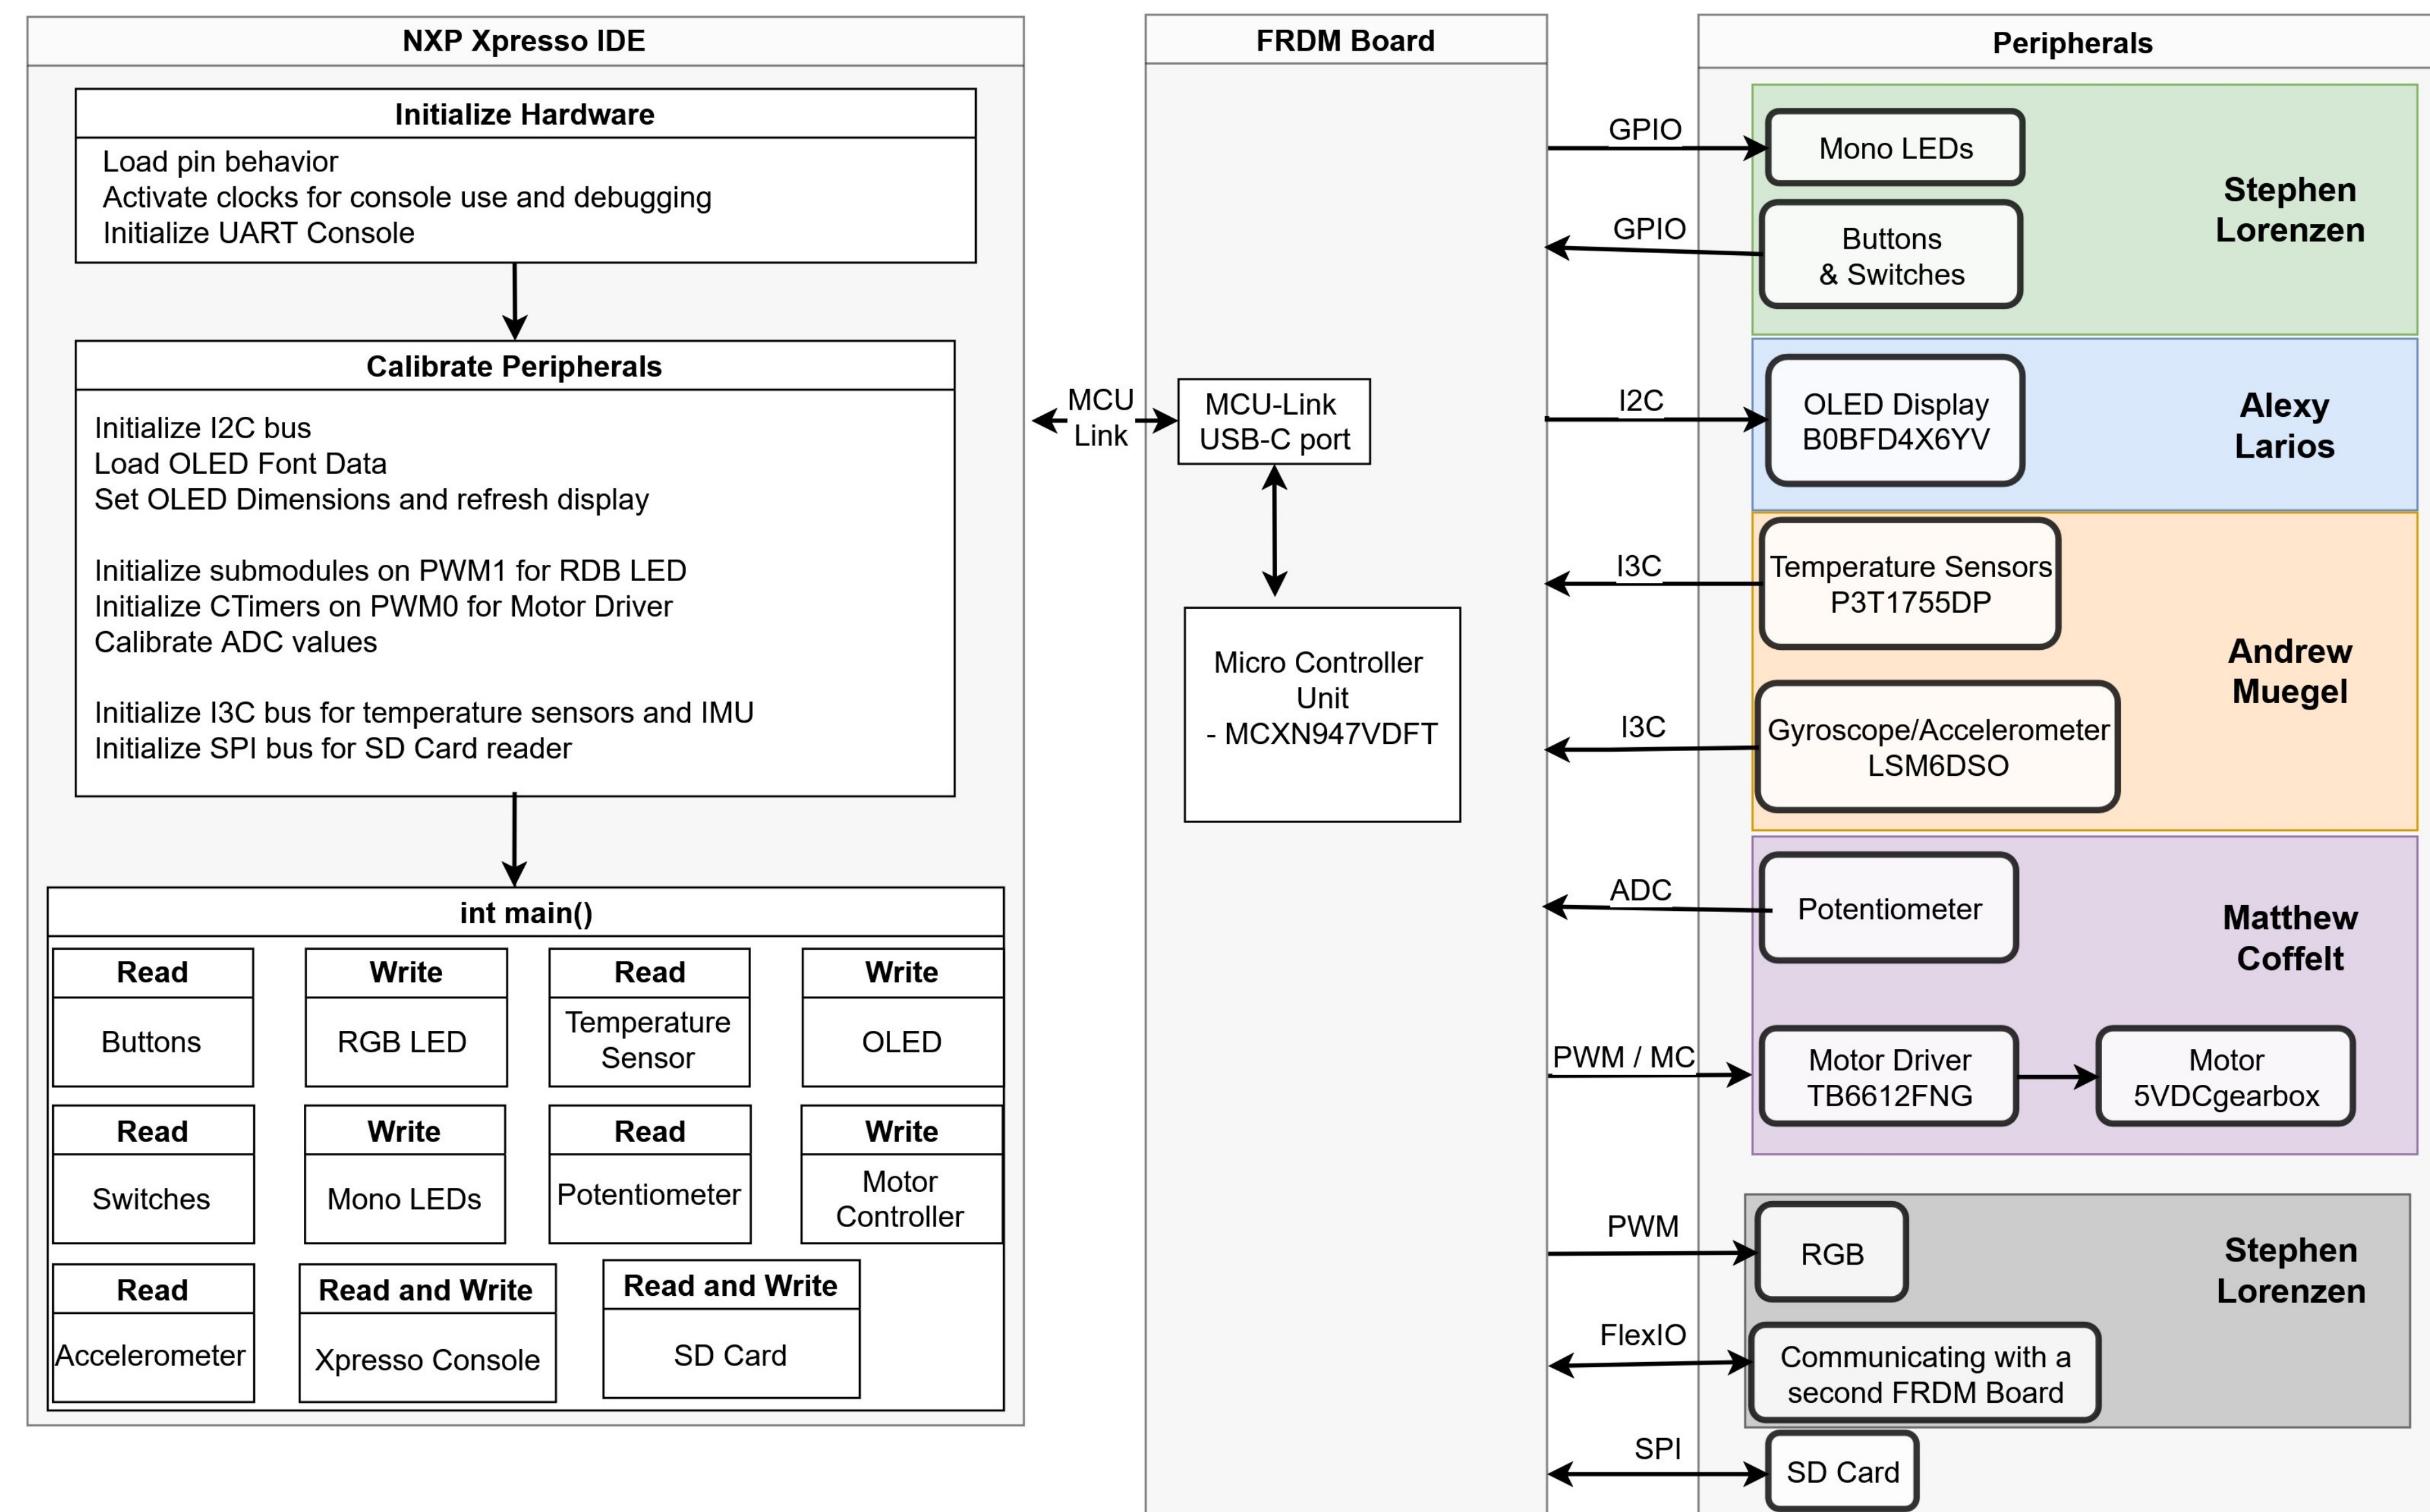 NXP Xpresso IDE
Initialize Hardware
Load pin behavior
Activate clocks for console use and debugging
Initialize UART Console
Calibrate Peripherals
Initialize I2C bus
Load OLED Font Data
Set OLED Dimensions and refresh display
Initialize submodules on PWM1 for RDB LED
Initialize CTimers on PWM0 for Motor Driver
Calibrate ADC values
Initialize I3C bus for temperature sensors and IMU
Initialize SPI bus for SD Card reader
int main()
Read
Buttons
Write
RGB LED
Read
Temperature
Sensor
Write
OLED
Read
Switches
Write
Mono LEDs
Read
Potentiometer
Write
Motor
Controller
Read
Accelerometer
Read and Write
Xpresso Console
Read and Write
SD Card
MCU
Link
FRDM Board
MCU-Link
USB-C port
Micro Controller
Unit
- MCXN947VDFT
Peripherals
GPIO
Mono LEDs
GPIO
Buttons
& Switches
Stephen
Lorenzen
I2C
OLED Display
B0BFD4X6YV
Alexy
Larios
I3C
Temperature Sensors
P3T1755DP
I3C
Gyroscope/Accelerometer
LSM6DSO
Andrew
Muegel
ADC
Potentiometer
PWM / MC
Motor Driver
TB6612FNG
Motor
5VDCgearbox
Matthew
Coffelt
PWM
RGB
FlexIO
Communicating with a
second FRDM Board
Stephen
Lorenzen
SPI
SD Card